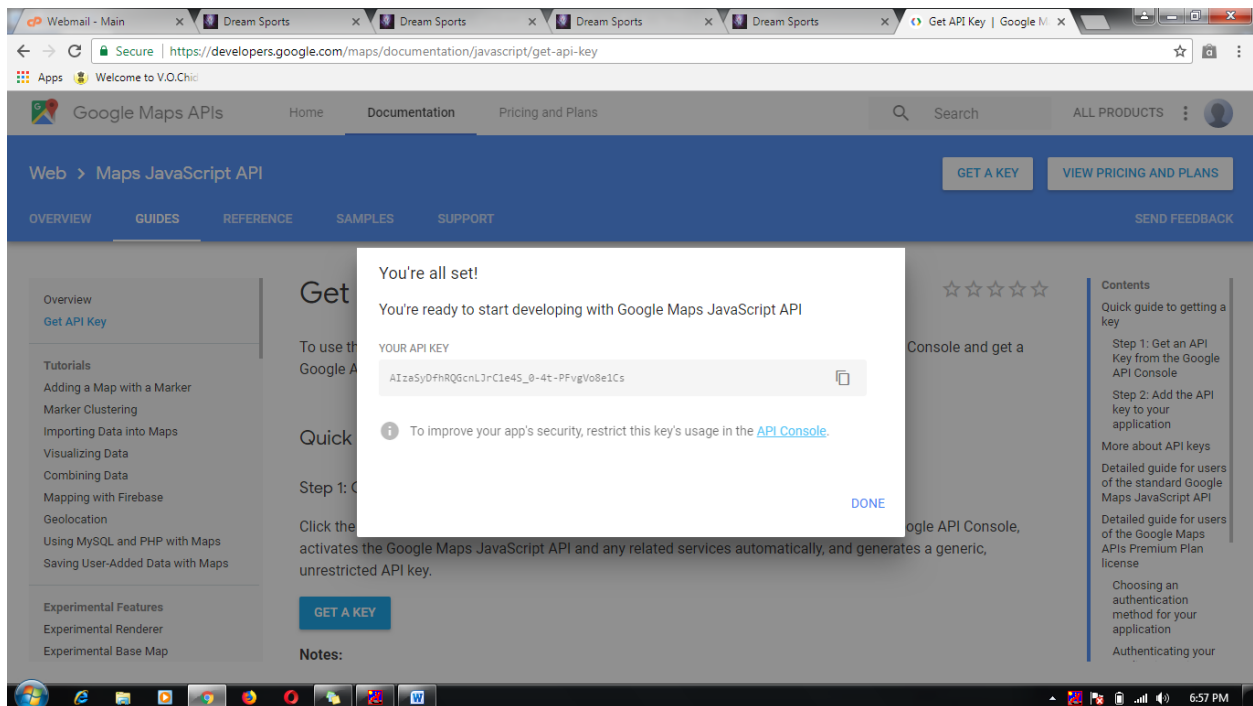 Webmail - Main
Dream Sports
Dream Sports
Dream Sports
Dream Sports
Get API Key | Google M
Secure | https://developers.google.com/maps/documentation/javascript/get-api-key
Apps Welcome to V.O.Chid
Google Maps APIs Home Documentation Pricing and Plans Search ALL PRODUCTS
Web > Maps JavaScript API GET A KEY VIEW PRICING AND PLANS
OVERVIEW GUIDES REFERENCE SAMPLES SUPPORT SEND FEEDBACK
Overview
Get API Key
Tutorials
Adding a Map with a Marker
Marker Clustering
Importing Data into Maps
Visualizing Data
Combining Data
Mapping with Firebase
Geolocation
Using MySQL and PHP with Maps
Saving User-Added Data with Maps
Experimental Features
Experimental Renderer
Experimental Base Map
Get
To use th
Console and get a
Google A
Quick
Step 1:
Click the
ogle API Console,
activates the Google Maps JavaScript API and any related services automatically, and generates a generic,
unrestricted API key.
GET A KEY
Notes:
You're all set!
You're ready to start developing with Google Maps JavaScript API
YOUR API KEY
AIzaSyDfhRQGcnLJrC1e4S_0-4t-PFvgVo8e1Cs
To improve your app's security, restrict this key's usage in the API Console.
DONE
Contents
Quick guide to getting a
key
Step 1: Get an API
Key from the Google
API Console
Step 2: Add the API
key to your
application
More about API keys
Detailed guide for users
of the standard Google
Maps JavaScript API
Detailed guide for users
of the Google Maps
APIs Premium Plan
license
Choosing an
authentication
method for your
application
Authenticating your
6:57 PM